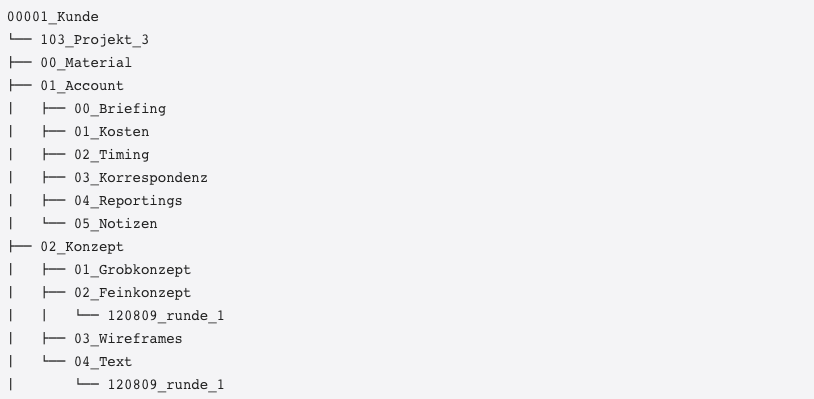 00001_Kunde
└── 103_Projekt_3
├── 00_Material
├── 01_Account
|   ├── 00_Briefing
|   ├── 01_Kosten
|   ├── 02_Timing
|   ├── 03_Korrespondenz
|   ├── 04_Reportings
|   └── 05_Notizen
├── 02_Konzept
|   ├── 01_Grobkonzept
|   ├── 02_Feinkonzept
|   |   └── 120809_runde_1
|   ├── 03_Wireframes
|   └── 04_Text
|       └── 120809_runde_1